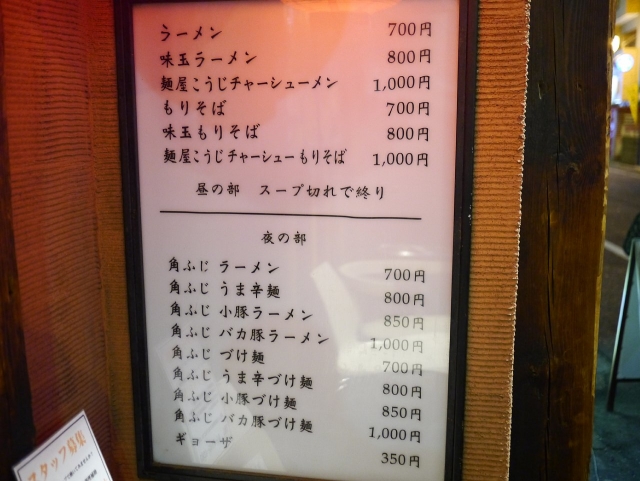 ラーメン 700円
味玉ラーメン 800円
麺屋こうじチャーシューメン 1,000円
もりそば 700円
味玉もりそば 800円
麺屋こうじチャーシューもりそば 1,000円
昼の部 スープ切れで終り
夜の部
角ふじ ラーメン 700円
角ふじ うま辛麺 800円
角ふじ 小豚ラーメン 850円
角ふじ バカ豚ラーメン 1,000円
角ふじ づけ麺 700円
角ふじ うま辛づけ麺 800円
角ふじ 小豚づけ麺 850円
角ふじ バカ豚づけ麺 1,000円
ギョーザ 350円
スタッフ募集